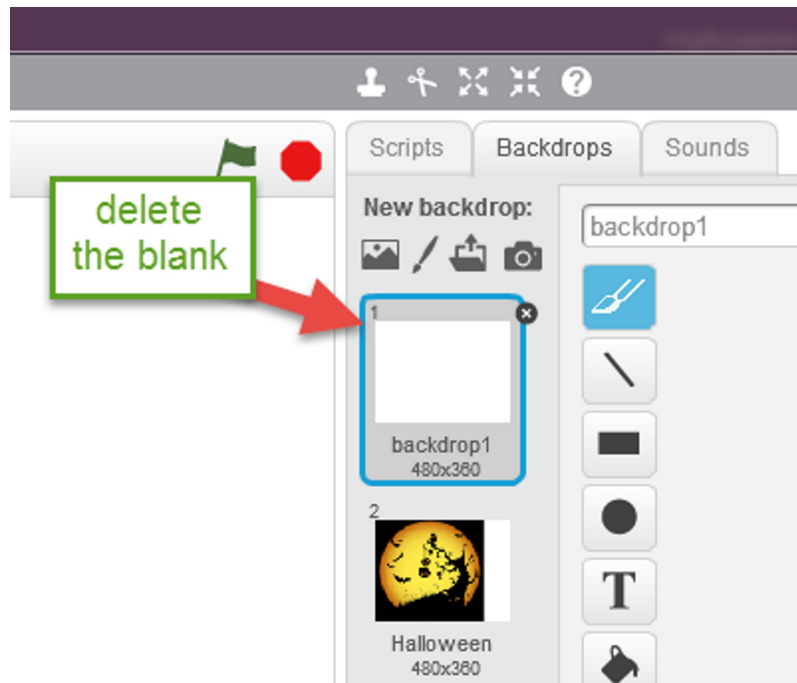 Scripts
Backdrops
Sounds
delete
the blank
New backdrop:
backdrop1
1
backdrop1
480x360
2
T
Halloween
480x360